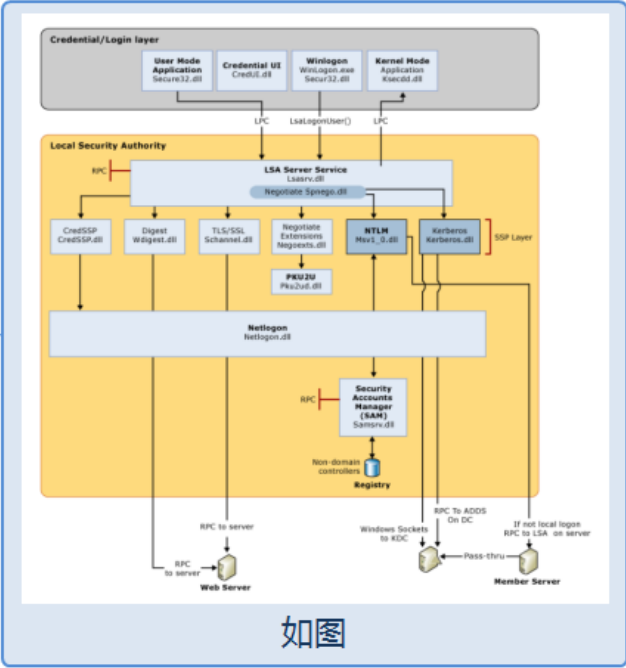 Credential/Login layer
User Mode
Application
Secure32.dll
Credential UI
CredUI.dll
Winlogon
WinLogon.exe
Secur32.dll
Kernel Mode
Application
Ksecdd.dll
LPC
LsaLogonUser()
LPC
Local Security Authority
RPC
LSA Server Service
Lsasrv.dll
Negotiate Spnego.dll
CredSSP
CredSSP.dll
Digest
Wdigest.dll
TLS/SSL
Schannel.dll
Negotiate
Extensions
Negoexts.dll
NTLM
Msv1_0.dll
Kerberos
Kerberos.dll
SSP Layer
PKU2U
Pku2ud.dll
Netlogon
Netlogon.dll
RPC
Security
Accounts
Manager
(SAM)
Samsrv.dll
Non-domain
controllers
Registry
RPC to server
RPC
to server
Web Server
Windows Sockets
to KDC
RPC To ADDS
On DC
If not local logon
RPC to LSA on server
Pass-thru
Member Server
如图